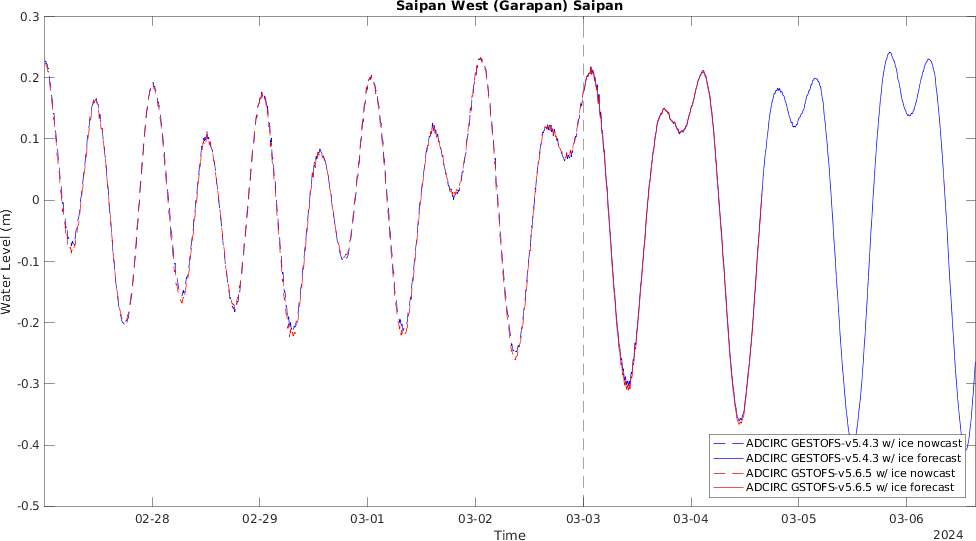 Saipan West (Garapan) Saipan
0.3
0.2
0.1
0
-0.1
-0.2
-0.3
-0.4
-0.5
Water Level (m)
ADCIRC GESTOFS-v5.4.3 w/ ice nowcast
ADCIRC GESTOFS-v5.4.3 w/ ice forecast
ADCIRC GSTOFS-v5.6.5 w/ ice nowcast
ADCIRC GSTOFS-v5.6.5 w/ ice forecast
02-28 02-29 03-01 03-02 03-03 03-04 03-05 03-06
Time
2024